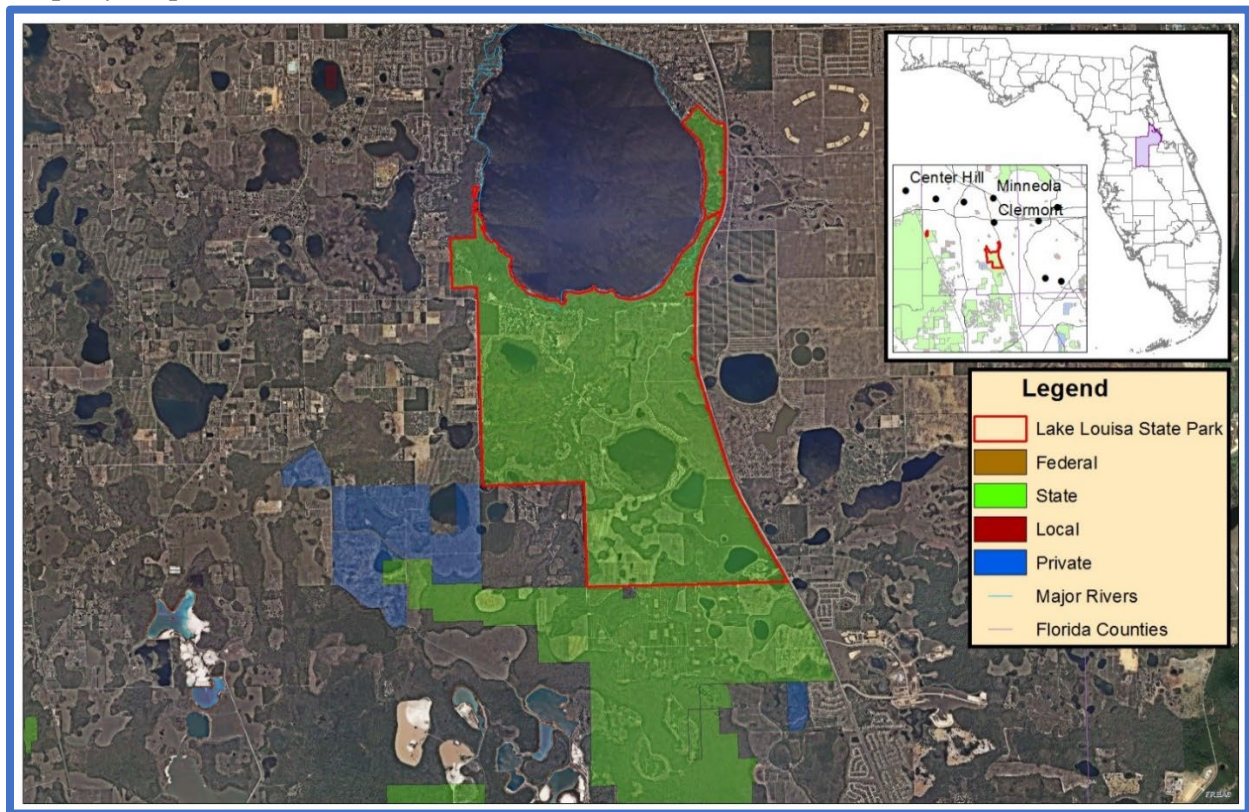 Center Hill
Minneola
Clermont
Legend
Lake Louisa State Park
Federal
State
Local
Private
Major Rivers
Florida Counties